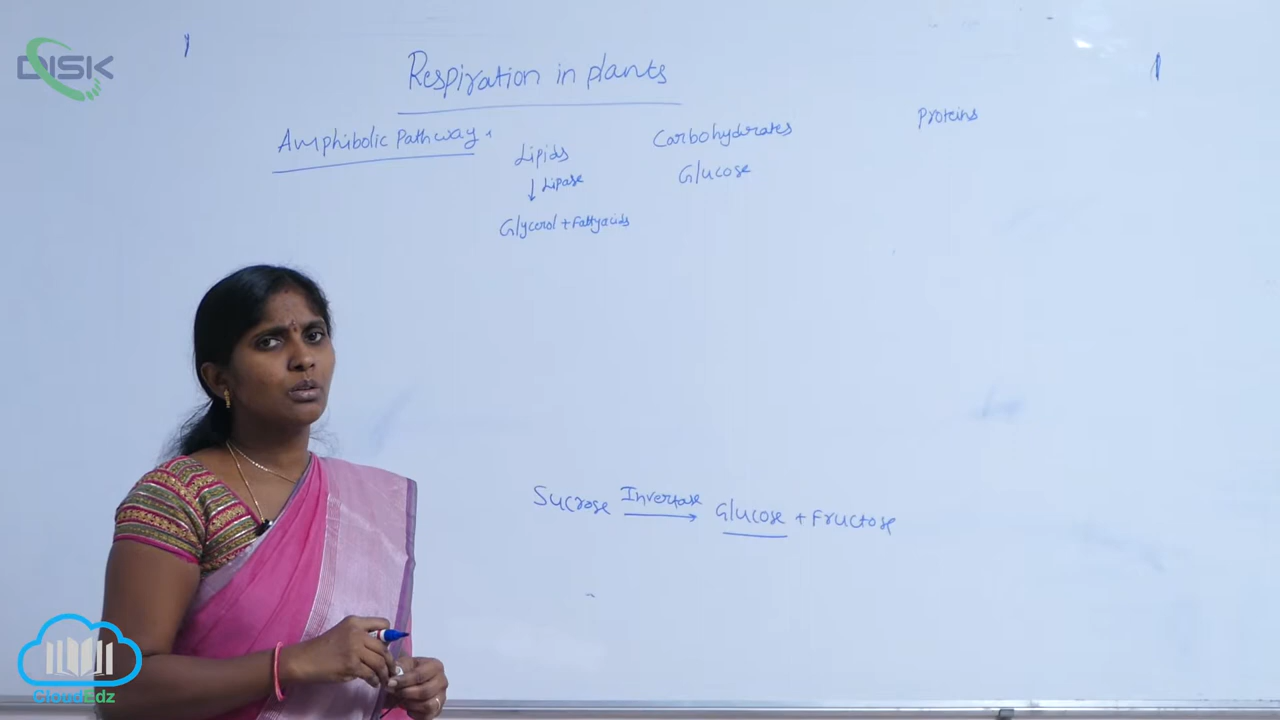 DISK
Respiration in plants
Amphibolic Pathway
Lipids
Carbohydrates
Proteins
Lipase
Glucose
Glycerol + Fattyacids
Sucrose Invertase Glucose + Fructose
CloudEdz